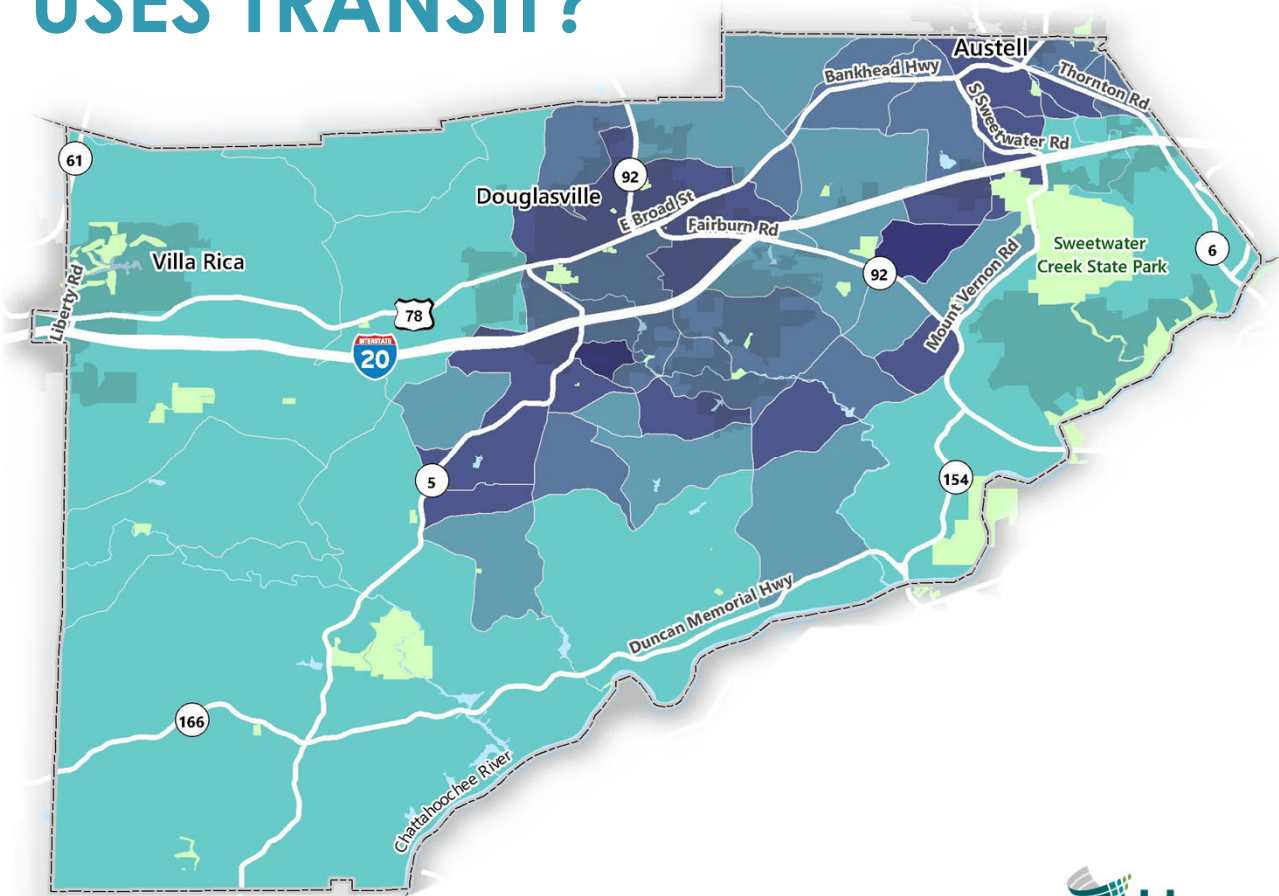 USES TRANSIT?
Austell
Bankhead Hwy
Thornton Rd
S Sweetwater Rd
61
92
Douglasville
E Broad St
Fairburn Rd
Villa Rica
Liberty Rd
78
INTERSTATE
20
92
Mount Vernon Rd
Sweetwater
Creek State Park
6
5
154
Duncan Memorial Hwy
166
Chattahoochee River